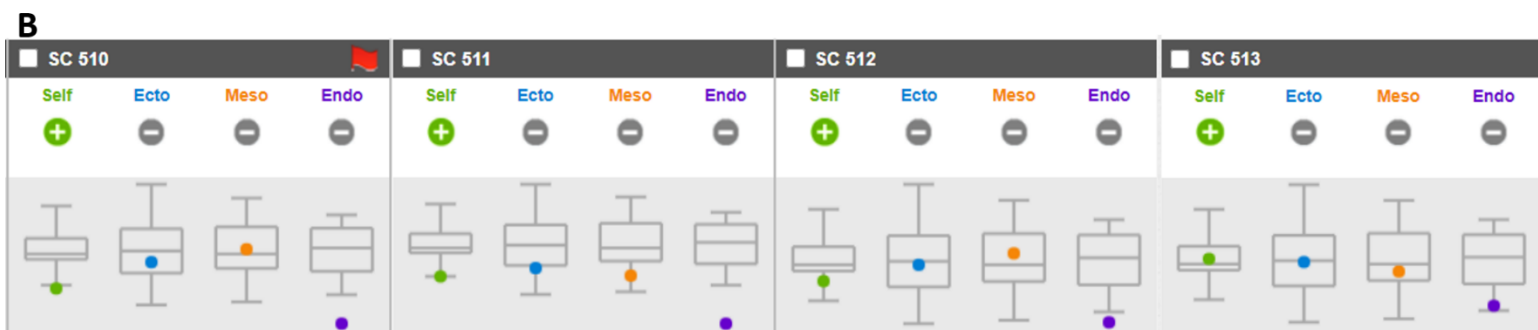 B
SC 510 SC 511 SC 512 SC 513
Self Ecto Meso Endo Self Ecto Meso Endo Self Ecto Meso Endo Self Ecto Meso Endo